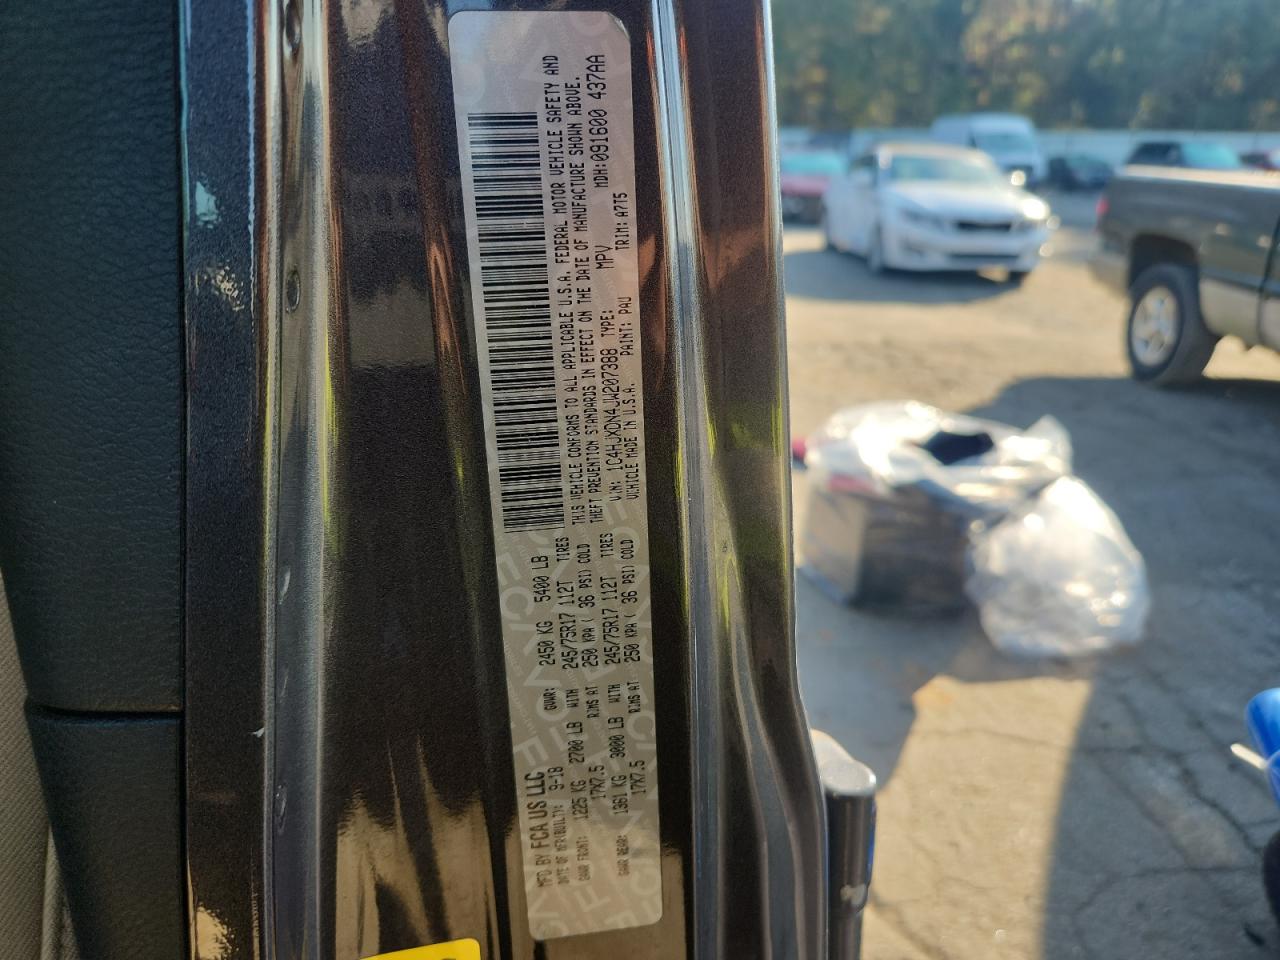 MFD BY FCA US LLC
DATE OF MFR(BUILT): 9-18 GVWR: 2450 KG 5400 LB
GAWR FRONT: 1225 KG 2700 LB WITH 245/75R17 112T TIRES
17X7.5 RIMS AT 250 KPA ( 36 PSI) COLD
GAWR REAR: 1361 KG 3000 LB WITH 245/75R17 112T TIRES
17X7.5 RIMS AT 250 KPA ( 36 PSI) COLD
THIS VEHICLE CONFORMS TO ALL APPLICABLE U.S.A. FEDERAL MOTOR VEHICLE SAFETY AND
THEFT PREVENTION STANDARDS IN EFFECT ON THE DATE OF MANUFACTURE SHOWN ABOVE.
VIN: 1C4HJXDN4JW207388 TYPE: MPV MDH: 091600 437AA
VEHICLE MADE IN U.S.A. PAINT: PAU TRIM: A7T5